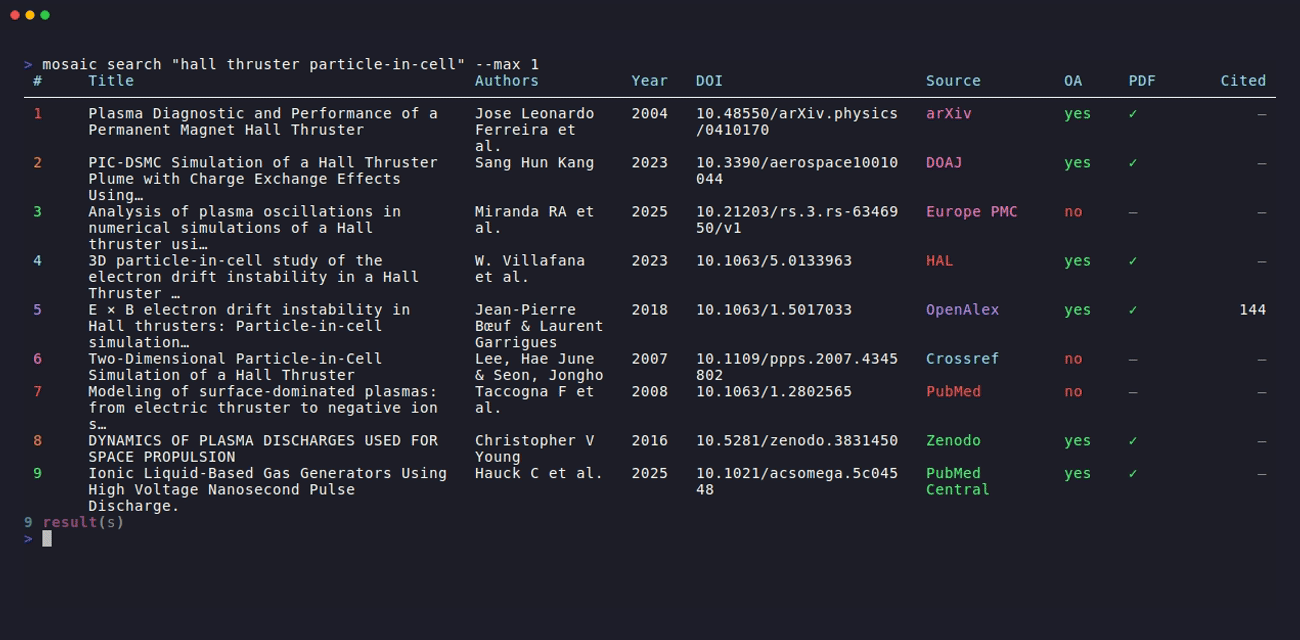 > mosaic search "hall thruster particle-in-cell" --max 1
# Title Authors Year DOI Source OA PDF Cited
1 Plasma Diagnostic and Performance of a Jose Leonardo 2004 10.48550/arXiv.physics arXiv yes ✓ –
Permanent Magnet Hall Thruster Ferreira et /0410170
al.
2 PIC-DSMC Simulation of a Hall Thruster Sang Hun Kang 2023 10.3390/aerospace10010 DOAJ yes ✓ –
Plume with Charge Exchange Effects 044
Using…
3 Analysis of plasma oscillations in Miranda RA et 2025 10.21203/rs.3.rs-63469 Europe PMC no – –
numerical simulations of a Hall al. 50/v1
thruster usi…
4 3D particle-in-cell study of the W. Villafana 2023 10.1063/5.0133963 HAL yes ✓ –
electron drift instability in a Hall et al.
Thruster …
5 E × B electron drift instability in Jean-Pierre 2018 10.1063/1.5017033 OpenAlex yes ✓ 144
Hall thrusters: Particle-in-cell Bœuf & Laurent
simulation… Garrigues
6 Two-Dimensional Particle-in-Cell Lee, Hae June 2007 10.1109/ppps.2007.4345 Crossref no – –
Simulation of a Hall Thruster & Seon, Jongho 802
7 Modeling of surface-dominated plasmas: Taccogna F et 2008 10.1063/1.2802565 PubMed no – –
from electric thruster to negative ion al.
s…
8 DYNAMICS OF PLASMA DISCHARGES USED FOR Christopher V 2016 10.5281/zenodo.3831450 Zenodo yes ✓ –
SPACE PROPULSION Young
9 Ionic Liquid-Based Gas Generators Using Hauck C et al. 2025 10.1021/acsomega.5c045 PubMed yes ✓ –
High Voltage Nanosecond Pulse 48 Central
Discharge.
9 result(s)
>